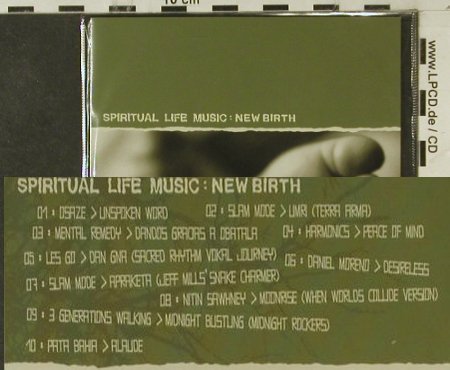 10 cm
SPIRITUAL LIFE MUSIC : NEW BIRTH
www.LPCD.de / CD
SPIRITUAL LIFE MUSIC : NEW BIRTH
01 : OSAZE > UNSPOKEN WORD
02 : SLAM MODE > UMRI (TERRA ARMA)
03 : MENTAL REMEDY > DANDOS GRACIAS A OBATALA
04 : HARMONICS > PEACE OF MIND
05 : LES GO > DAN GNA (SACRED RHYTHM VOKAL JOURNEY)
06 : DANIEL MORENO > DESIRELESS
07 : SLAM MODE > APRAKETA (JEFF MILLS' SNAKE CHARMER)
08 : NITIN SAWHNEY > MOONRISE (WHEN WORLDS COLLIDE VERSION)
09 : 3 GENERATIONS WALKING > MIDNIGHT BUSTLING (MIDNIGHT ROCKERS)
10 : PATA BAHIA > ALAUDE